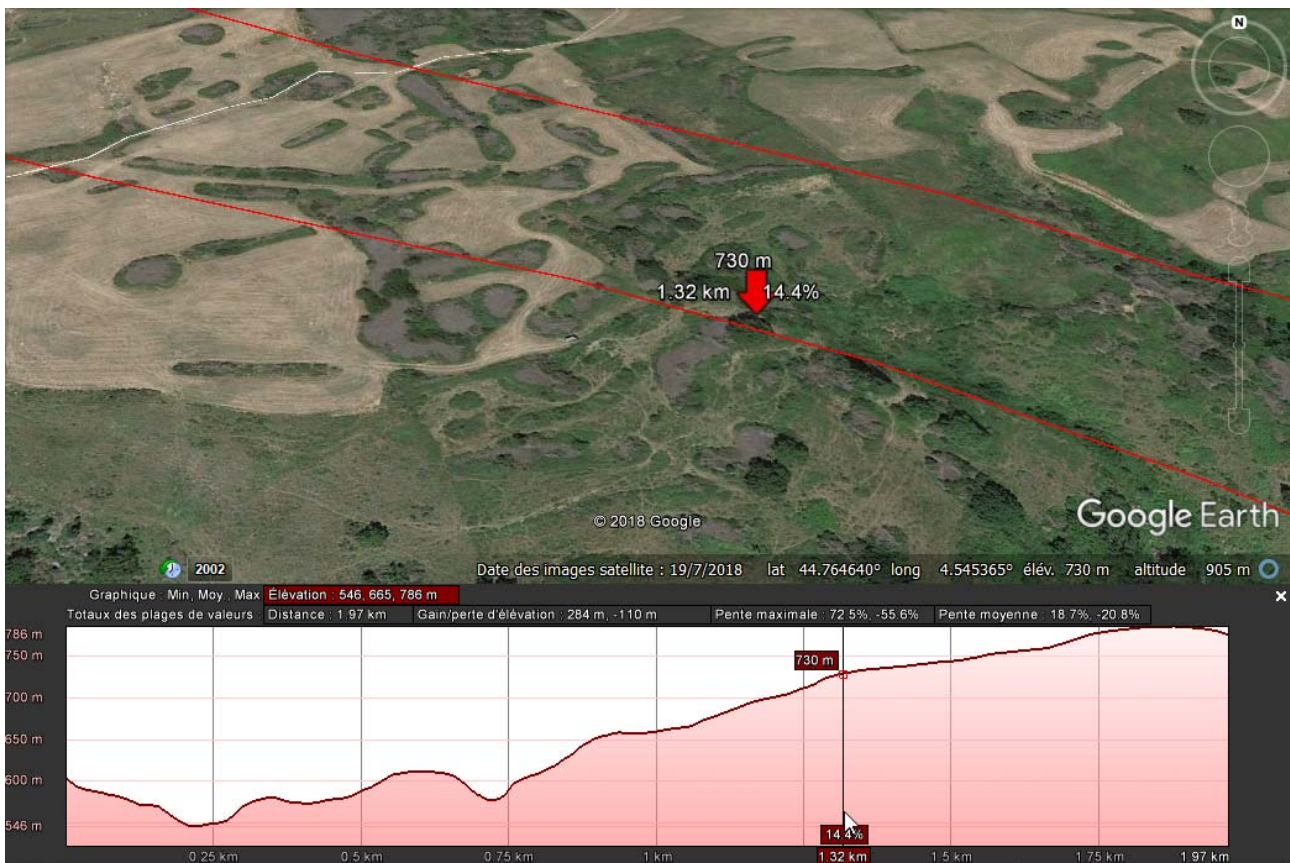 N
730 m
1.32 km 14.4%
© 2018 Google
Google Earth
2002
Date des images satellite : 19/7/2018 lat 44.764640° long 4.545365° élév. 730 m altitude 905 m
Graphique : Min, Moy., Max Élévation : 546, 665, 786 m
Totaux des plages de valeurs : Distance : 1.97 km Gain/perte d'élévation : 284 m, -110 m Pente maximale : 72.5%, -55.6% Pente moyenne : 18.7%, -20.8%
786 m
750 m
730 m
700 m
650 m
600 m
546 m
14.4%
0.25 km 0.5 km 0.75 km 1 km 1.32 km 1.5 km 1.75 km 1.97 km